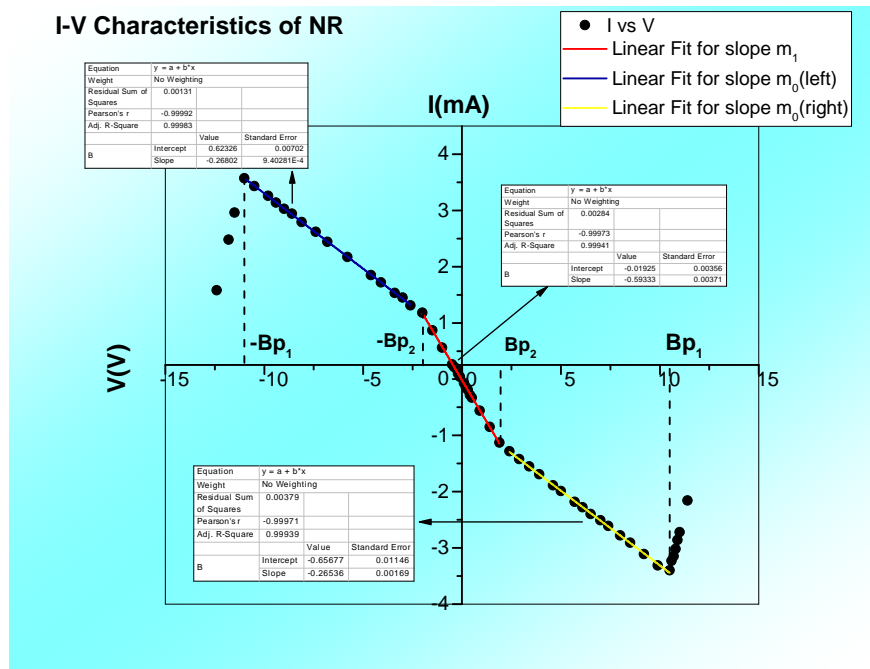 I-V Characteristics of NR
I vs V
Linear Fit for slope m₁
Linear Fit for slope m₀(left)
Linear Fit for slope m₀(right)
Equation y = a + b*x
Weight No Weighting
Residual Sum of Squares 0.00131
Pearson's r -0.99992
Adj. R-Square 0.99983
Value Standard Error
B Intercept 0.62326 0.00702
Slope -0.26802 9.40281E-4
I(mA)
Equation y = a + b*x
Weight No Weighting
Residual Sum of Squares 0.00284
Pearson's r -0.99973
Adj. R-Square 0.99941
Value Standard Error
B Intercept -0.01925 0.00356
Slope -0.59333 0.00371
4
3
2
1
-Bp₁
-Bp₂
Bp₂
Bp₁
V(V)
-15
-10
-5
-0
0
5
10
15
-1
-2
-3
-4
Equation y = a + b*x
Weight No Weighting
Residual Sum of Squares 0.00379
Pearson's r -0.99971
Adj. R-Square 0.99939
Value Standard Error
B Intercept -0.65677 0.01146
Slope -0.26536 0.00169